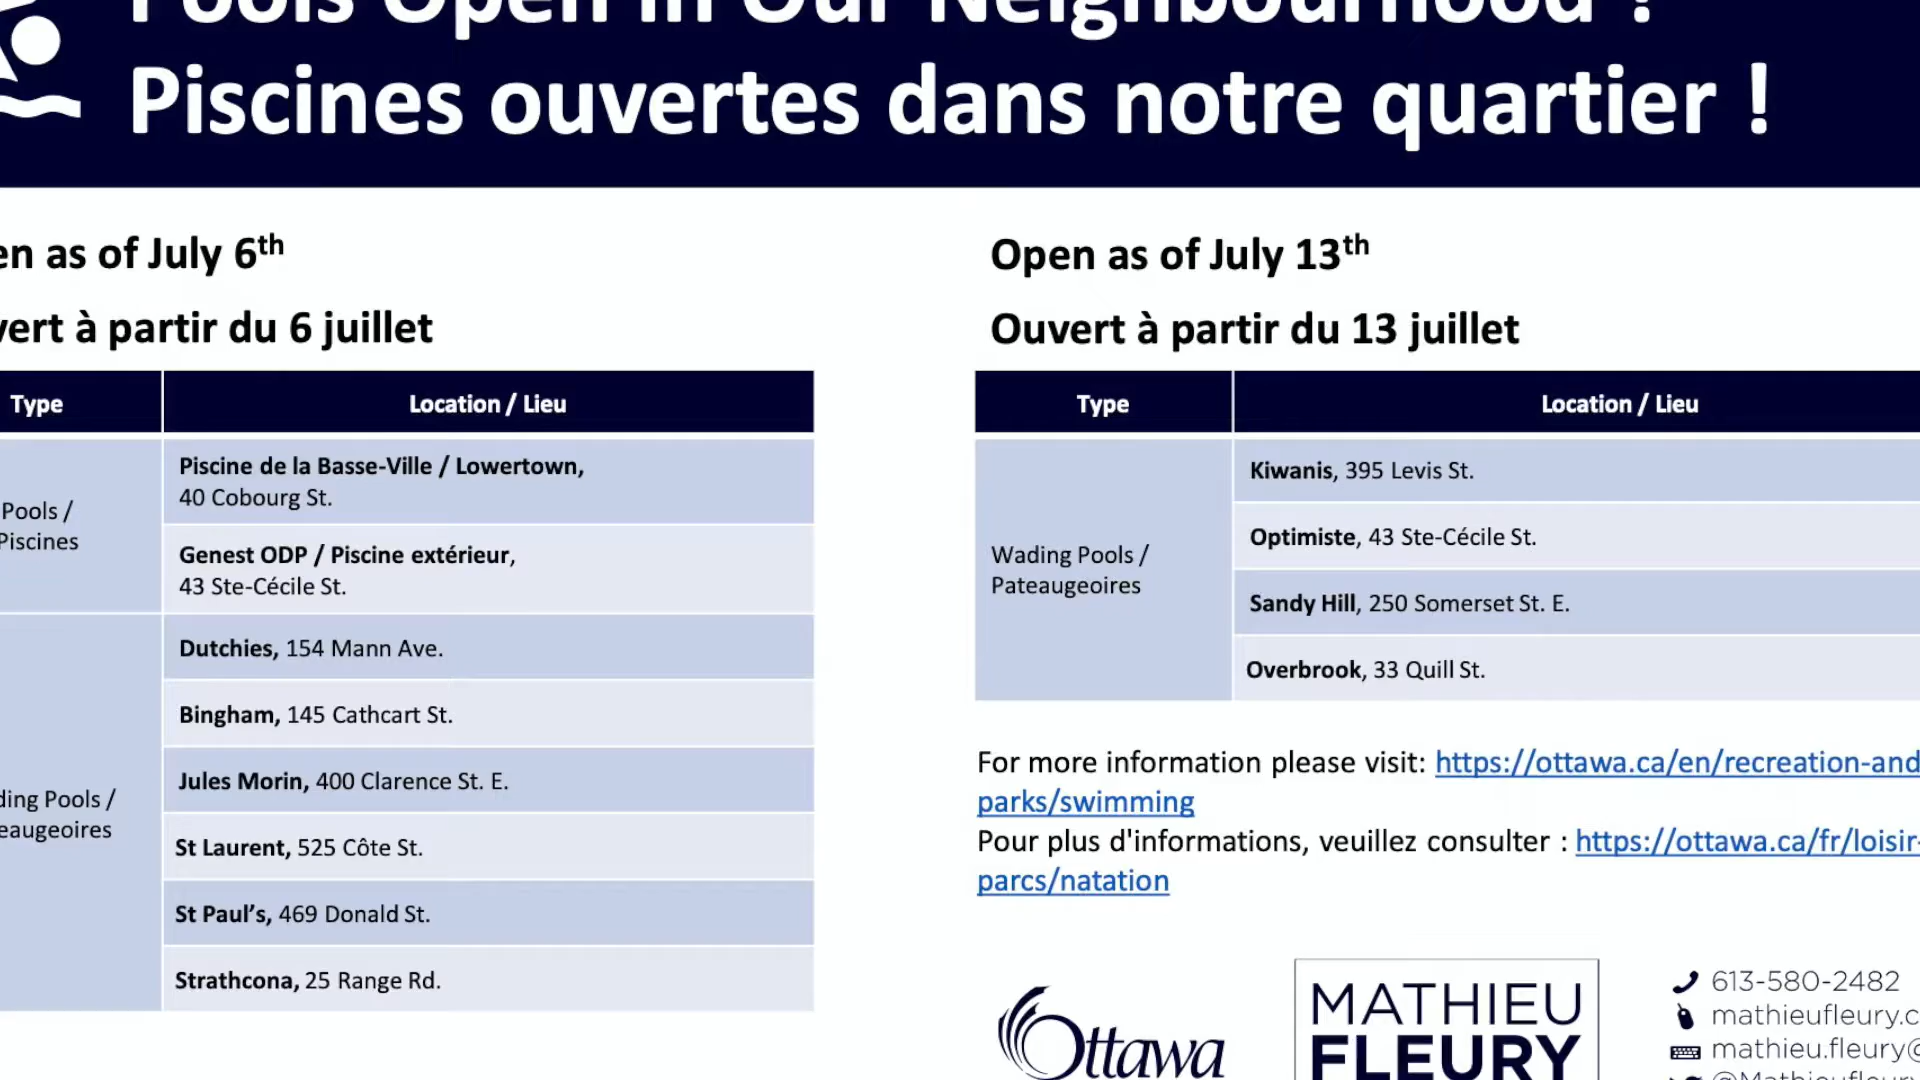 Pools Open in Our Neighbourhood !
Piscines ouvertes dans notre quartier !
en as of July 6th
vert à partir du 6 juillet
Type
Location / Lieu
Pools /
Piscines
Piscine de la Basse-Ville / Lowertown,
40 Cobourg St.
Genest ODP / Piscine extérieur,
43 Ste-Cécile St.
ding Pools /
eaugeoires
Dutchies, 154 Mann Ave.
Bingham, 145 Cathcart St.
Jules Morin, 400 Clarence St. E.
St Laurent, 525 Côte St.
St Paul’s, 469 Donald St.
Strathcona, 25 Range Rd.
Open as of July 13th
Ouvert à partir du 13 juillet
Type
Location / Lieu
Wading Pools /
Pateaugeoires
Kiwanis, 395 Levis St.
Optimiste, 43 Ste-Cécile St.
Sandy Hill, 250 Somerset St. E.
Overbrook, 33 Quill St.
For more information please visit: https://ottawa.ca/en/recreation-and
parks/swimming
Pour plus d'informations, veuillez consulter : https://ottawa.ca/fr/loisir-
parcs/natation
Ottawa
MATHIEU
FLEURY
613-580-2482
mathieufleury.c
mathieu.fleury@
@Mathieufleury